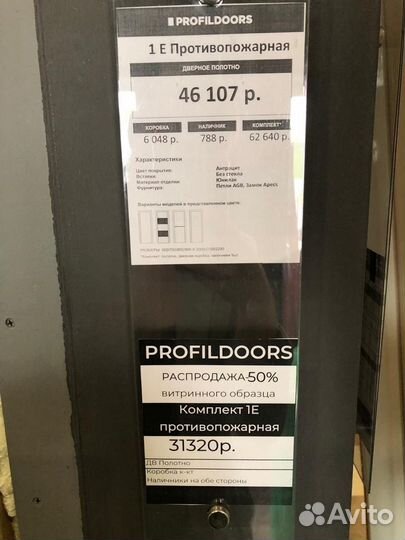 PROFILDOORS
1 Е Противопожарная
ДВЕРНОЕ ПОЛОТНО
46 107 р.
КОРОБКА НАЛИЧНИК КОМПЛЕКТ*
6 048 р. 788 р. 62 640 р.
Характеристики
Цвет покрытия: Антрацит
Вставки: Без стекла
Материал отделки: Юнилак
Фурнитура: Петли AGB, Замок Apecs
Варианты моделей в представленном цвете:
PROFILDOORS
РАСПРОДАЖА-50%
витринного образца
Комплект 1Е
противопожарная
31320р.
ДВ Полотно
Коробка к-кт
Наличники на обе стороны
Avito